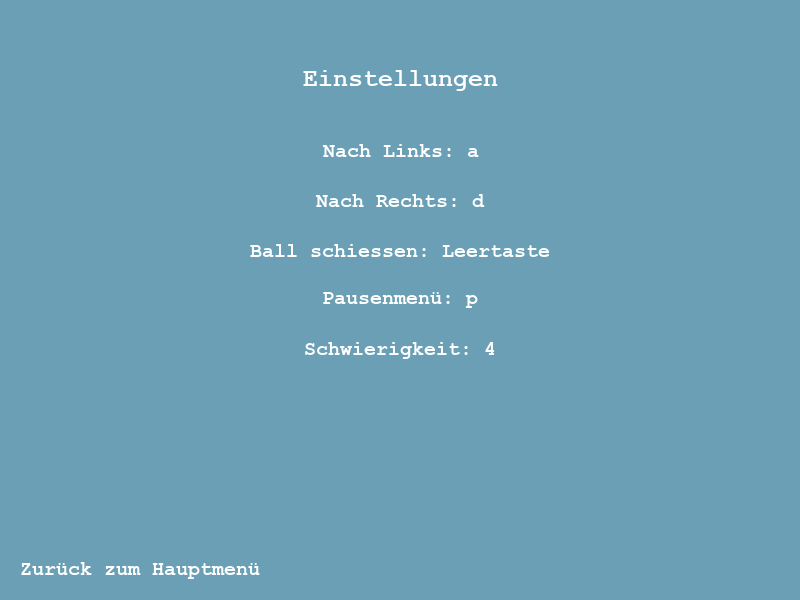 Einstellungen
Nach Links: a
Nach Rechts: d
Ball schiessen: Leertaste
Pausenmenü: p
Schwierigkeit: 4
Zurück zum Hauptmenü